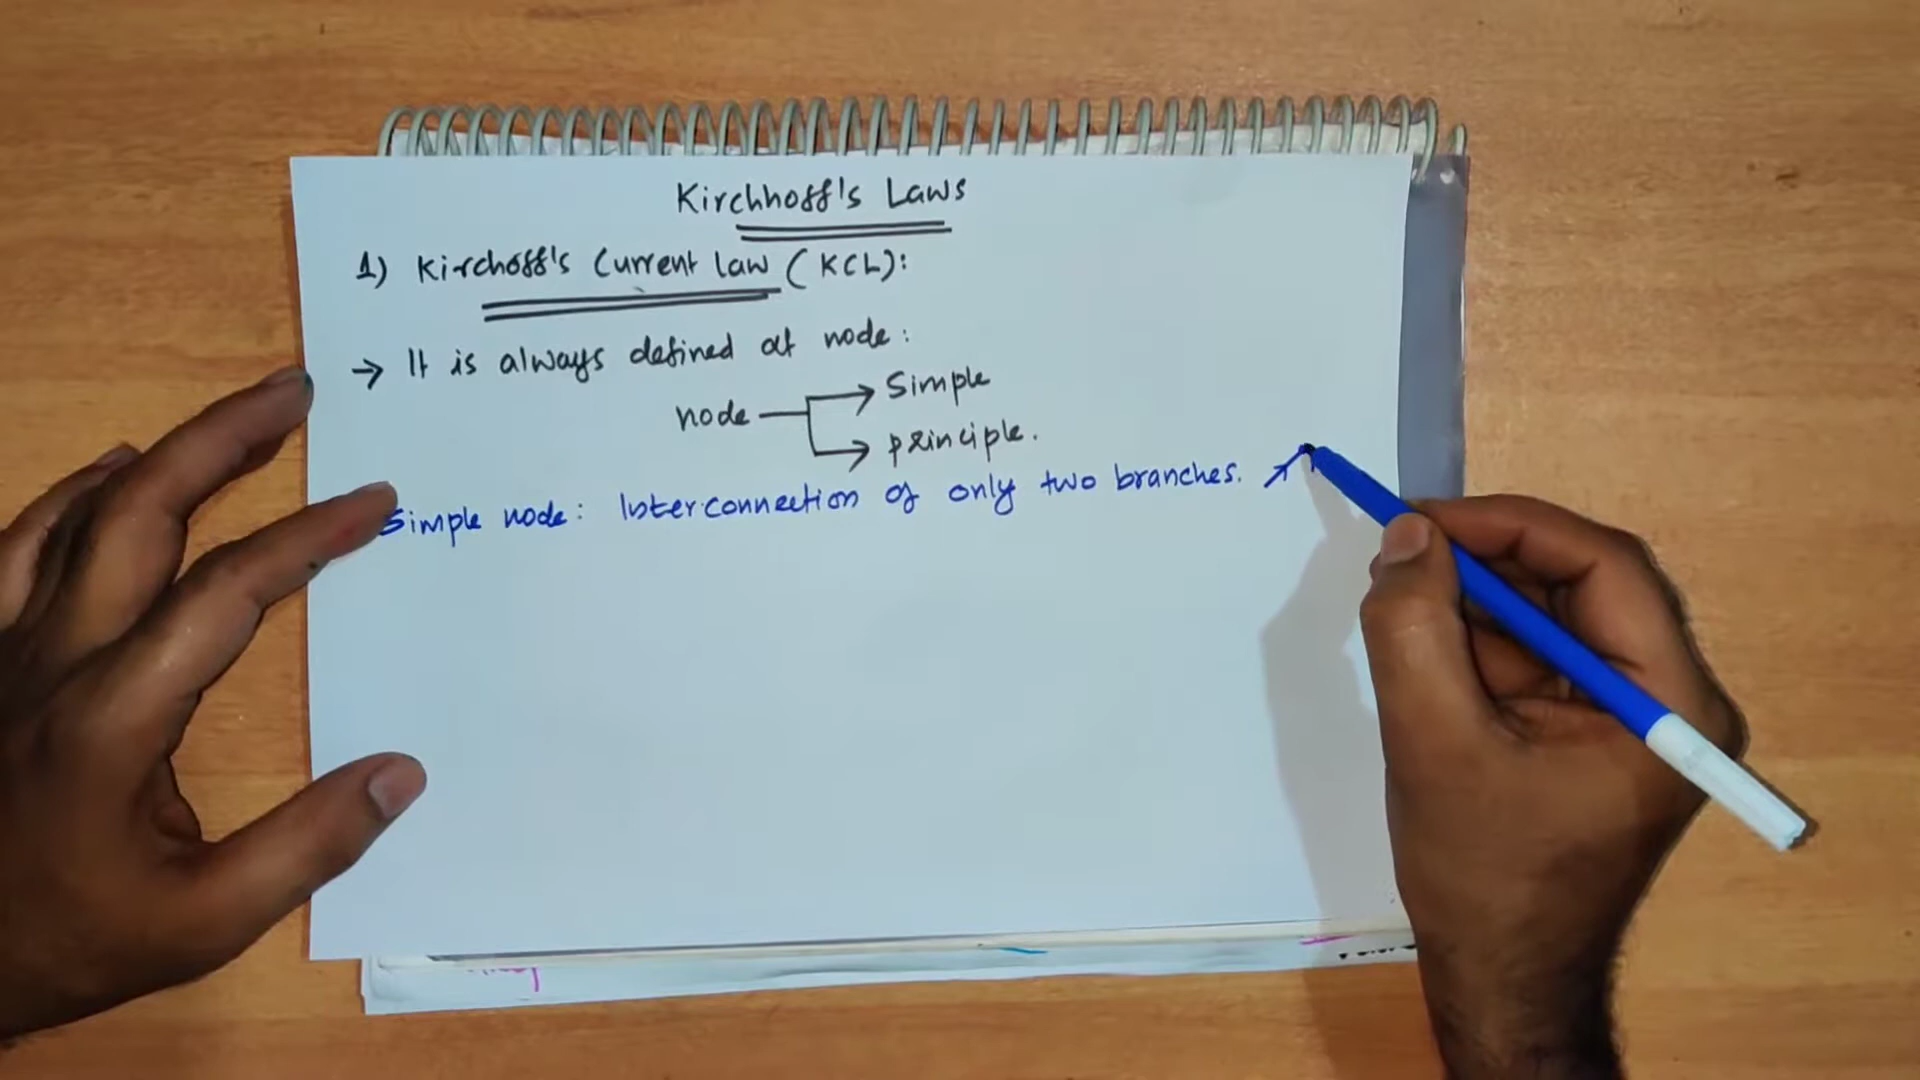 Kirchhoff's Laws
1) Kirchoff's Current law (KCL):
→ It is always defined at node:
node → Simple
→ principle.
Simple node: Interconnection of only two branches.